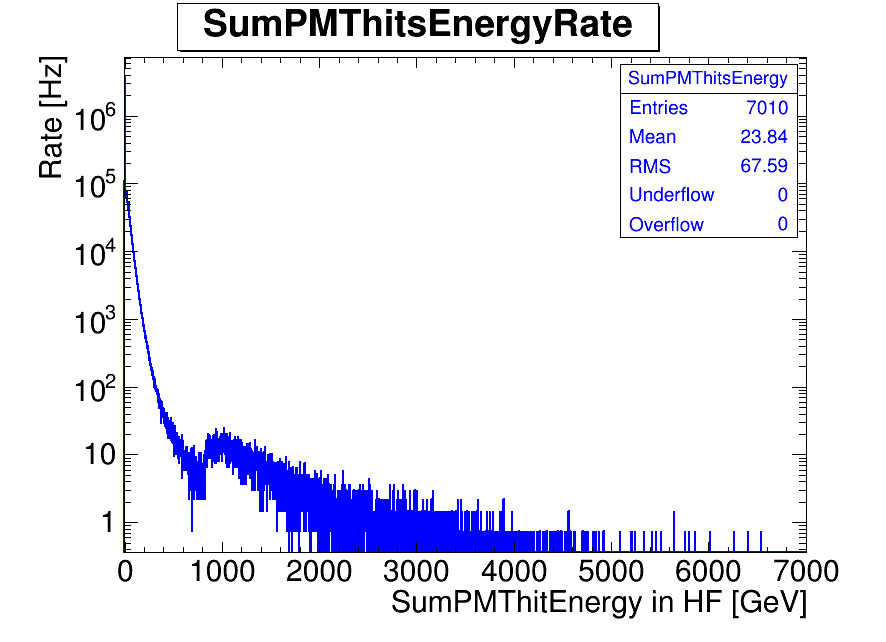 SumPMThitsEnergyRate
Rate [Hz]
SumPMThitsEnergy
Entries 7010
Mean 23.84
RMS 67.59
Underflow 0
Overflow 0
10^6
10^5
10^4
10^3
10^2
10
1
0 1000 2000 3000 4000 5000 6000 7000
SumPMThitEnergy in HF [GeV]